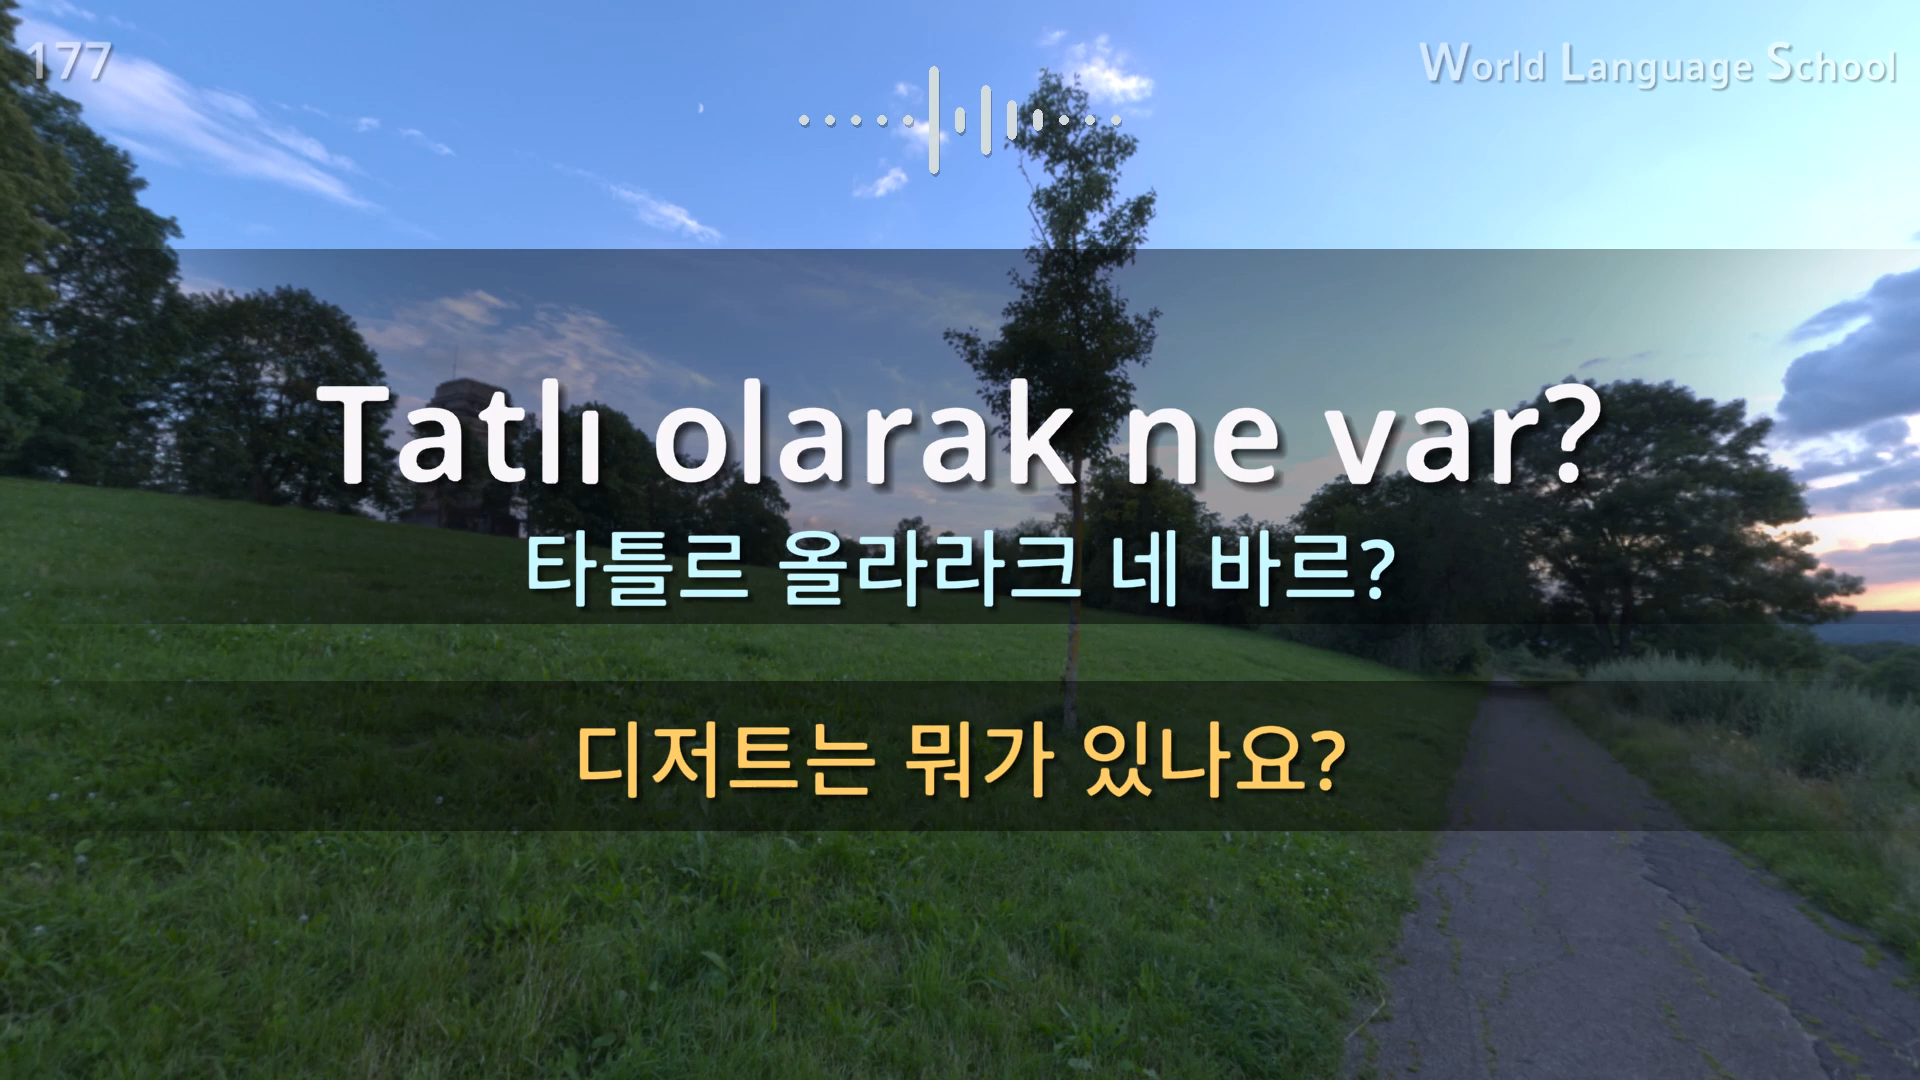 177
World Language School
Tatlı olarak ne var?
타틀르 올라라크 네 바르?
디저트는 뭐가 있나요?